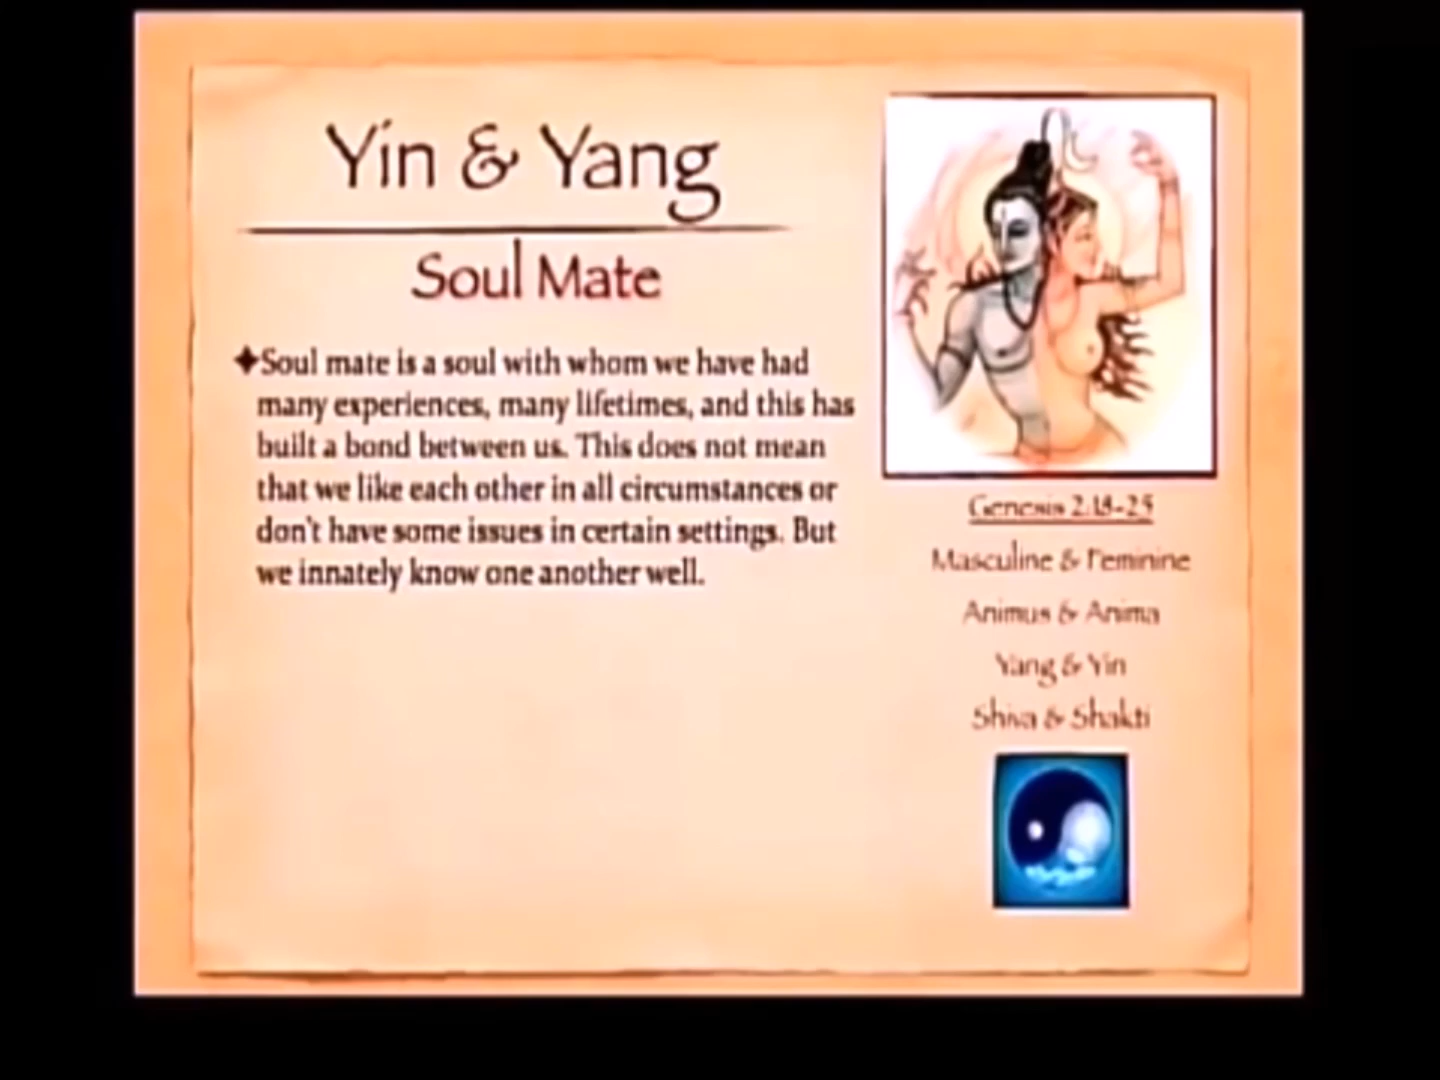 Yin & Yang
Soul Mate
✦Soul mate is a soul with whom we have had
many experiences, many lifetimes, and this has
built a bond between us. This does not mean
that we like each other in all circumstances or
don't have some issues in certain settings. But
we innately know one another well.
Genesis 2:18-25
Masculine & Feminine
Animus & Anima
Yang & Yin
Shiva & Shakti